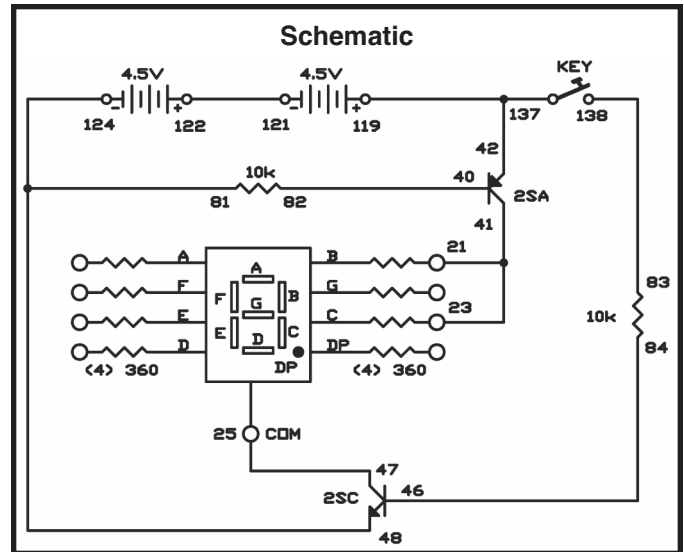 Schematic
4.5V 4.5V KEY
124 122 121 119 137 138
42
10k 40 2SA
81 82
41
A B 21
F G
E C 23
D DP
A
F B
G
E C
D
DP
(4) 360 (4) 360
83
10k
84
25 COM
47
2SC 46
48